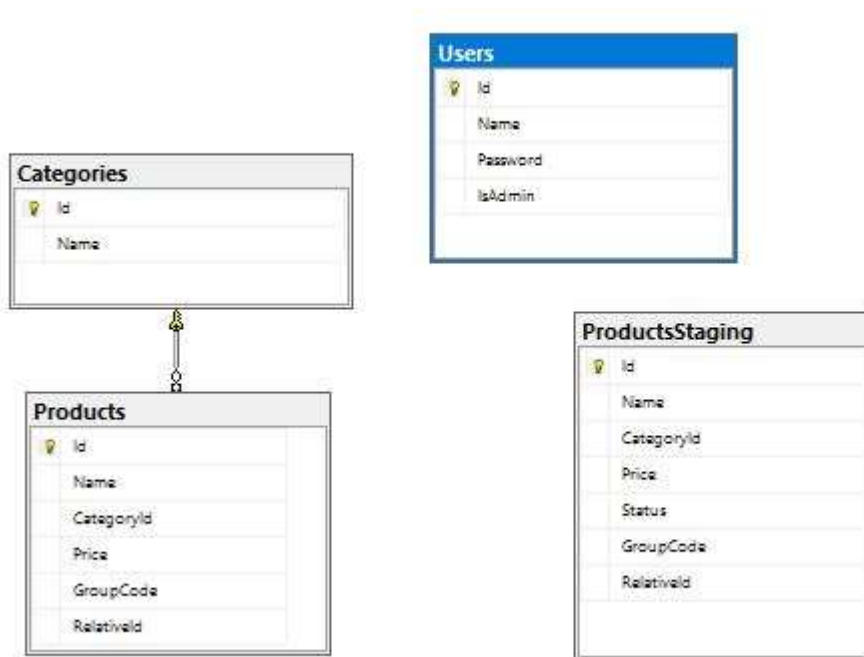 Users
Id
Name
Password
IsAdmin
Categories
Id
Name
Products
Id
Name
CategoryId
Price
GroupCode
RelativeId
ProductsStaging
Id
Name
CategoryId
Price
Status
GroupCode
RelativeId